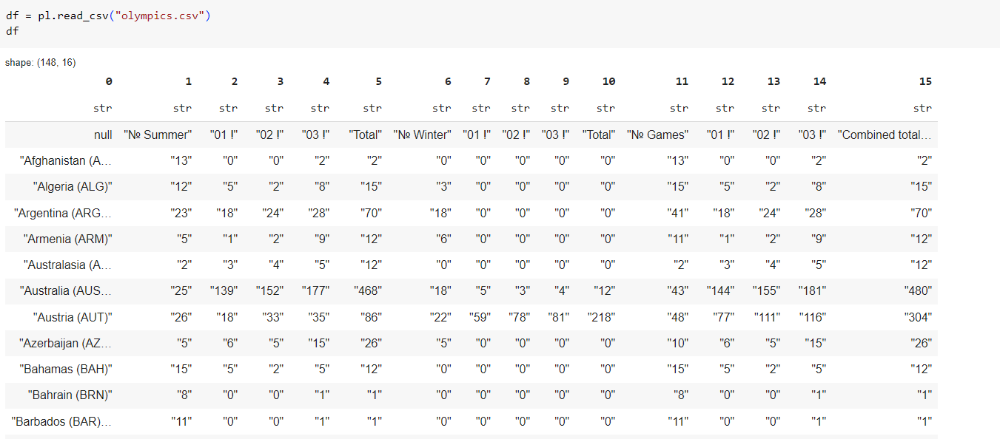 df = pl.read_csv("olympics.csv")
df
shape: (148, 16)
0 1 2 3 4 5 6 7 8 9 10 11 12 13 14 15
str str str str str str str str str str str str str str str str
null "№ Summer" "01 !" "02 !" "03 !" "Total" "№ Winter" "01 !" "02 !" "03 !" "Total" "№ Games" "01 !" "02 !" "03 !" "Combined total…
"Afghanistan (A… "13" "0" "0" "2" "2" "0" "0" "0" "0" "0" "13" "0" "0" "2" "2"
"Algeria (ALG)" "12" "5" "2" "8" "15" "3" "0" "0" "0" "0" "15" "5" "2" "8" "15"
"Argentina (ARG… "23" "18" "24" "28" "70" "18" "0" "0" "0" "0" "41" "18" "24" "28" "70"
"Armenia (ARM)" "5" "1" "2" "9" "12" "6" "0" "0" "0" "0" "11" "1" "2" "9" "12"
"Australasia (A… "2" "3" "4" "5" "12" "0" "0" "0" "0" "0" "2" "3" "4" "5" "12"
"Australia (AUS… "25" "139" "152" "177" "468" "18" "5" "3" "4" "12" "43" "144" "155" "181" "480"
"Austria (AUT)" "26" "18" "33" "35" "86" "22" "59" "78" "81" "218" "48" "77" "111" "116" "304"
"Azerbaijan (AZ… "5" "6" "5" "15" "26" "5" "0" "0" "0" "0" "10" "6" "5" "15" "26"
"Bahamas (BAH)" "15" "5" "2" "5" "12" "0" "0" "0" "0" "0" "15" "5" "2" "5" "12"
"Bahrain (BRN)" "8" "0" "0" "1" "1" "0" "0" "0" "0" "0" "8" "0" "0" "1" "1"
"Barbados (BAR)… "11" "0" "0" "1" "1" "0" "0" "0" "0" "0" "11" "0" "0" "1" "1"